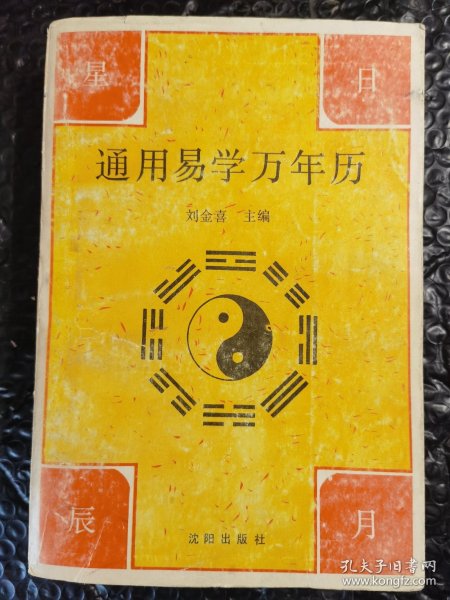 星 日
通用易学万年历
刘金喜 主编
辰 月
沈阳出版社
孔夫子旧书网
www.kongfz.com